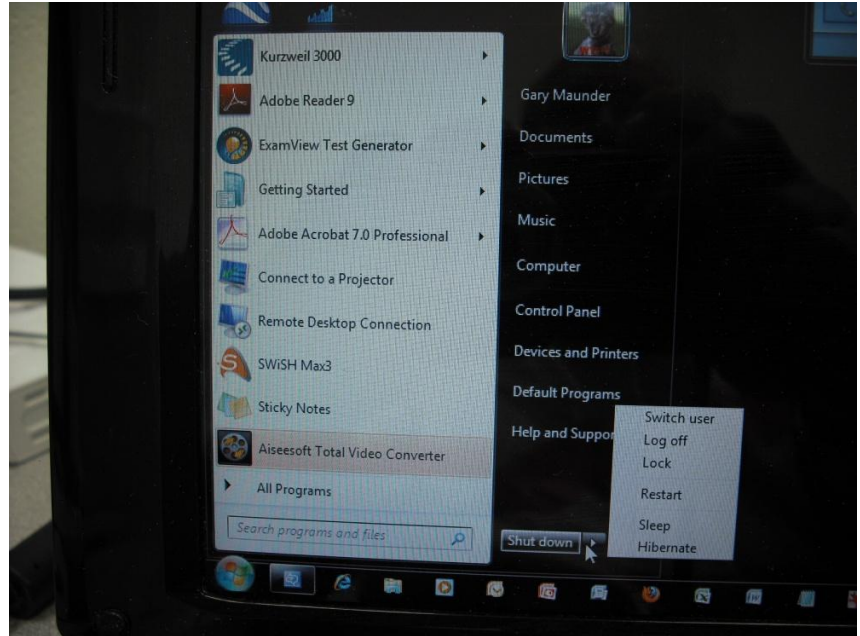 Kurzweil 3000
Adobe Reader 9
ExamView Test Generator
Getting Started
Adobe Acrobat 7.0 Professional
Connect to a Projector
Remote Desktop Connection
SWiSH Max3
Sticky Notes
Aiseesoft Total Video Converter
All Programs
Search programs and files
Gary Maunder
Documents
Pictures
Music
Computer
Control Panel
Devices and Printers
Default Programs
Help and Suppor
Shut down
Switch user
Log off
Lock
Restart
Sleep
Hibernate